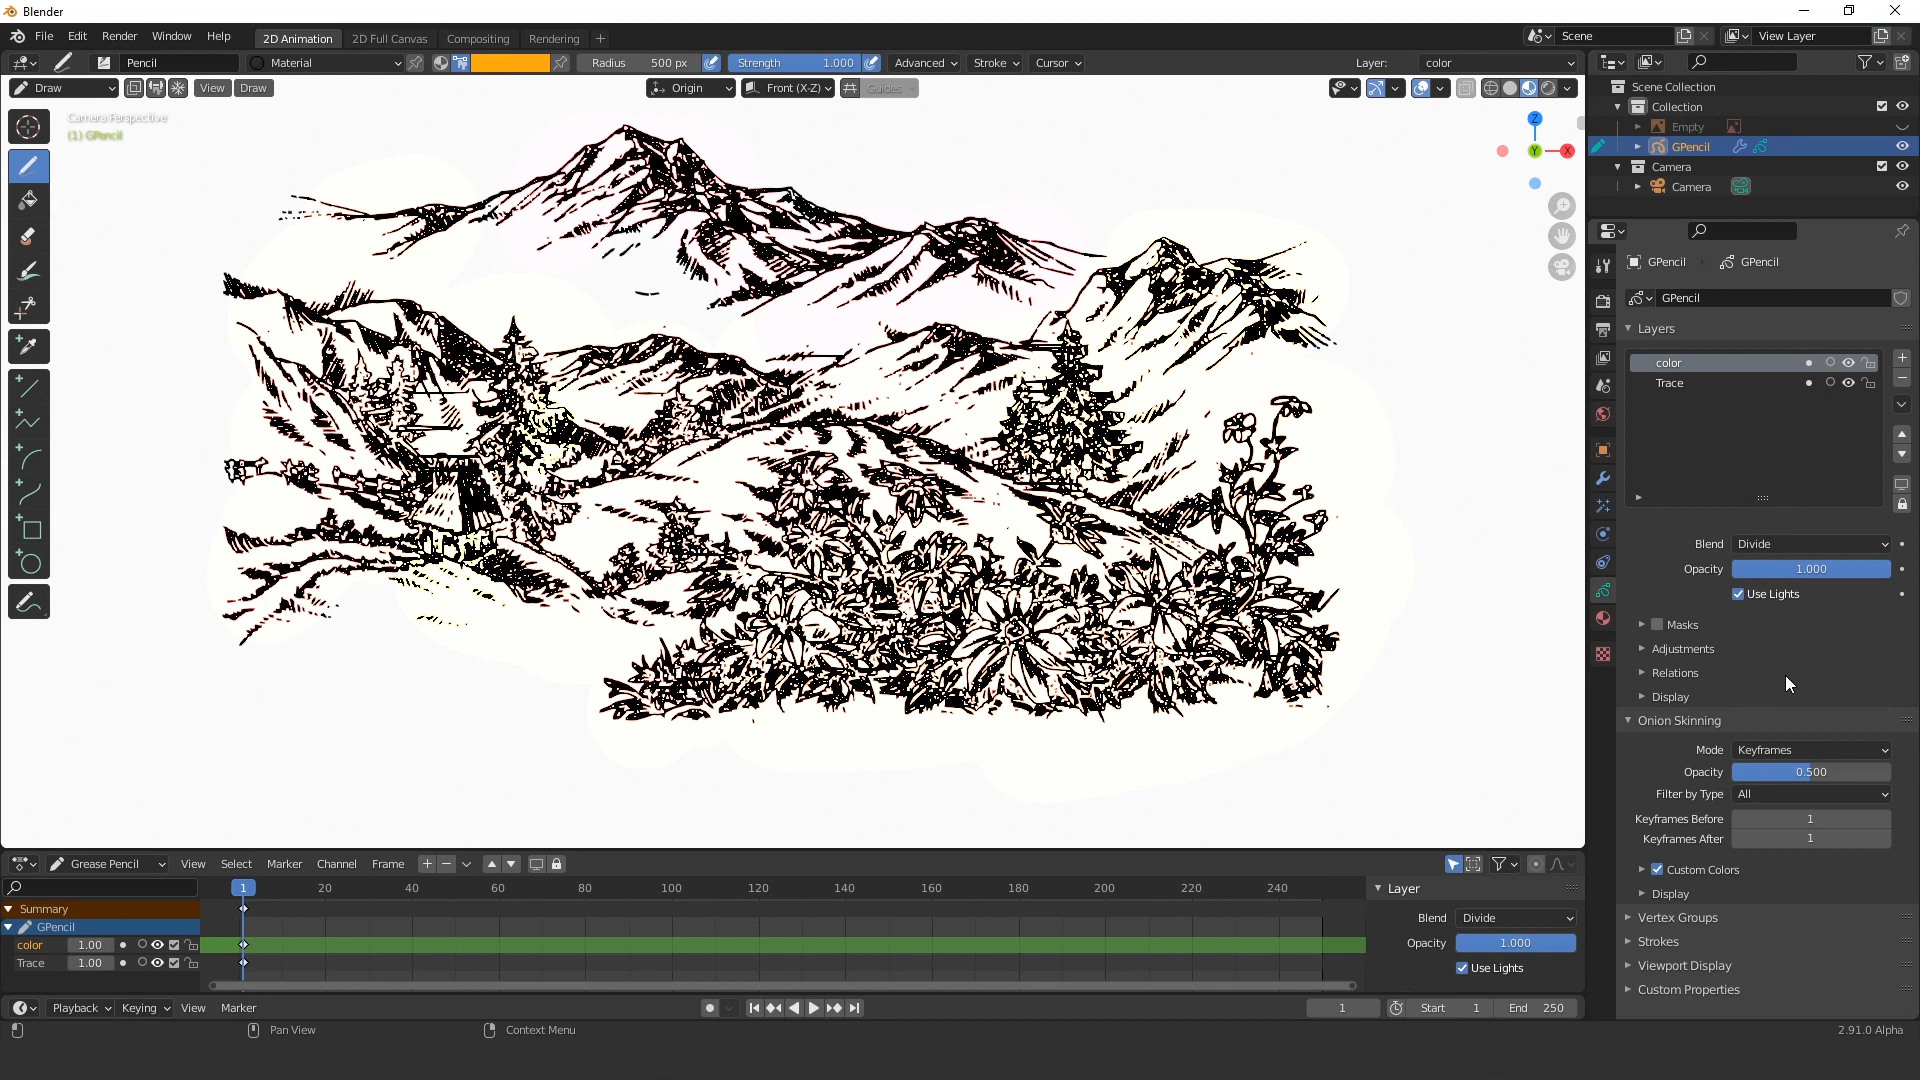 Blender
File Edit Render Window Help 2D Animation 2D Full Canvas Compositing Rendering + Scene View Layer
Pencil Material Radius 500 px Strength 1.000 Advanced Stroke Cursor Layer: color
Draw View Draw Origin Front (X-Z) Guides
Camera Perspective
(1) GPencil
Z
Y
X
Scene Collection
Collection
Empty
GPencil
Camera
Camera
GPencil GPencil
GPencil
Layers
color
Trace
Blend Divide
Opacity 1.000
Use Lights
Masks
Adjustments
Relations
Display
Onion Skinning
Mode Keyframes
Opacity 0.500
Filter by Type All
Keyframes Before 1
Keyframes After 1
Custom Colors
Display
Vertex Groups
Strokes
Viewport Display
Custom Properties
Grease Pencil View Select Marker Channel Frame
1 20 40 60 80 100 120 140 160 180 200 220 240
Summary
GPencil
color 1.00
Trace 1.00
Layer
Blend Divide
Opacity 1.000
Use Lights
Playback Keying View Marker 1 Start 1 End 250
Pan View Context Menu 2.91.0 Alpha